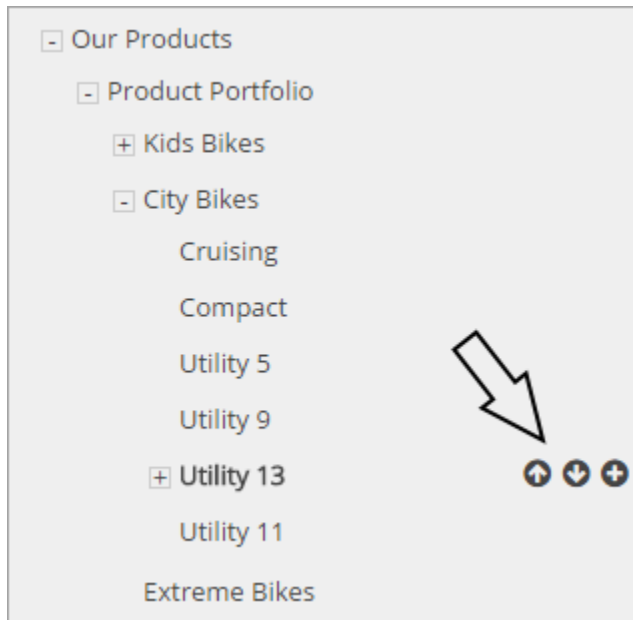 Our Products
Product Portfolio
Kids Bikes
City Bikes
Cruising
Compact
Utility 5
Utility 9
Utility 13
Utility 11
Extreme Bikes